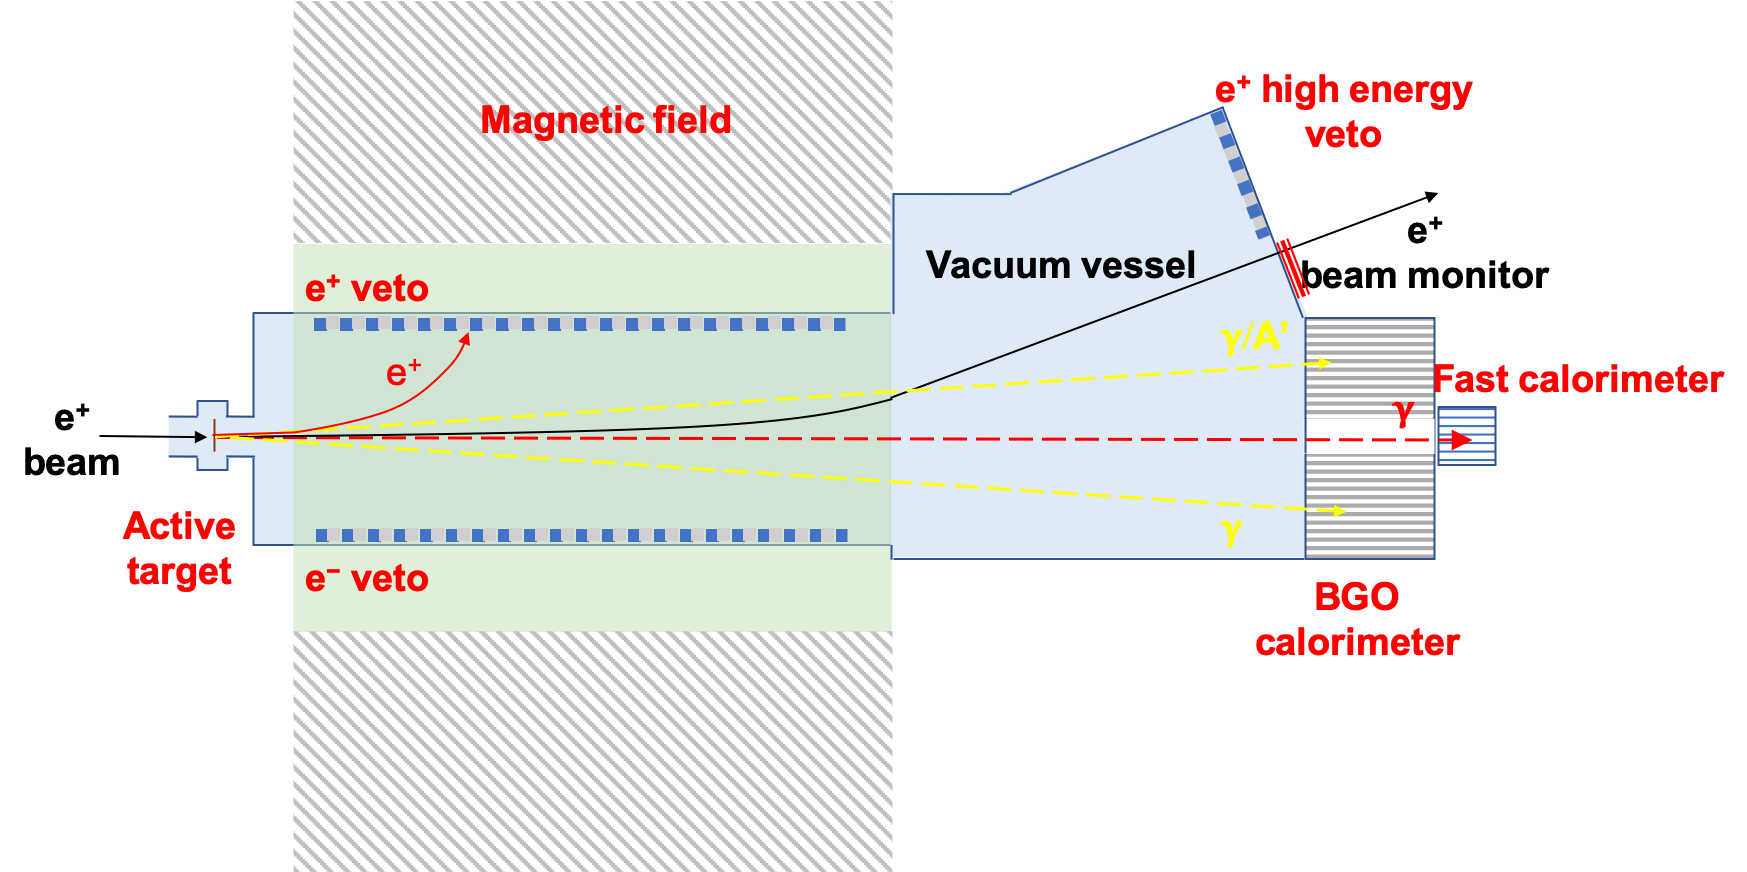 Magnetic field
e⁺ high energy
veto
e⁺
beam monitor
Vacuum vessel
e⁺ veto
γ/A’
e⁺
Fast calorimeter
γ
e⁺
beam
Active
target
γ
e⁻ veto
BGO
calorimeter